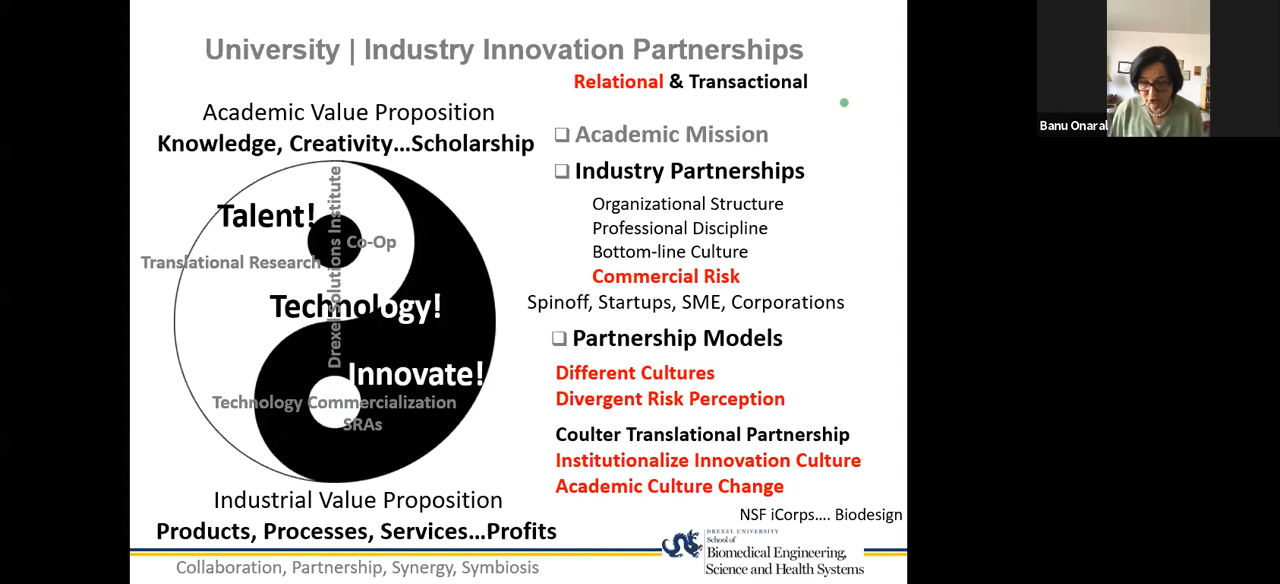 University | Industry Innovation Partnerships
Relational & Transactional
Academic Value Proposition
Knowledge, Creativity...Scholarship
Talent!
Co-Op
Translational Research
Drexel Solutions Institute
Technology!
Innovate!
Technology Commercialization
SRAs
Industrial Value Proposition
Products, Processes, Services...Profits
Collaboration, Partnership, Synergy, Symbiosis
Academic Mission
Industry Partnerships
Organizational Structure
Professional Discipline
Bottom-line Culture
Commercial Risk
Spinoff, Startups, SME, Corporations
Partnership Models
Different Cultures
Divergent Risk Perception
Coulter Translational Partnership
Institutionalize Innovation Culture
Academic Culture Change
NSF iCorps.... Biodesign
DREXEL UNIVERSITY
School of
Biomedical Engineering,
Science and Health Systems
Banu Onaral